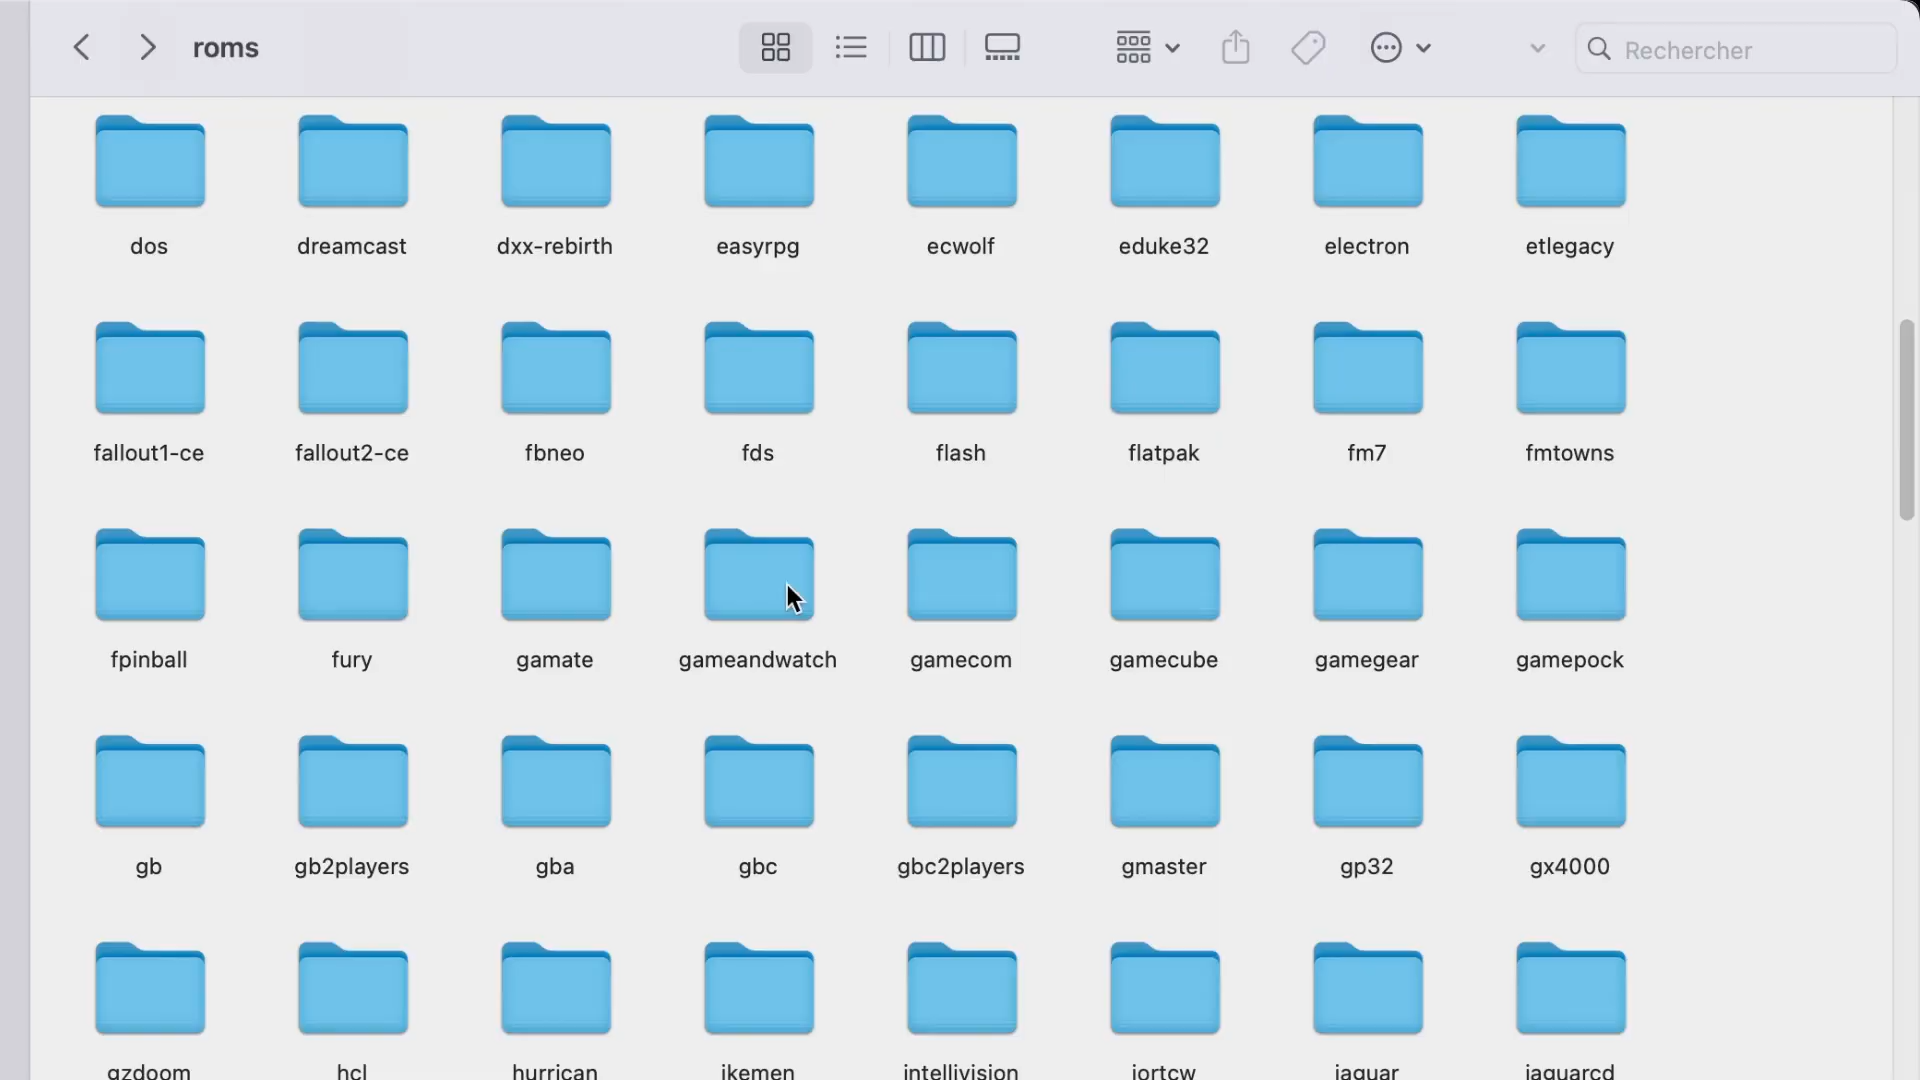 roms
Rechercher
dos dreamcast dxx-rebirth easyrpg ecwolf eduke32 electron etlegacy
fallout1-ce fallout2-ce fbneo fds flash flatpak fm7 fmtowns
fpinball fury gamate gameandwatch gamecom gamecube gamegear gamepock
gb gb2players gba gbc gbc2players gmaster gp32 gx4000
gzdoom hcl hurrican ikemen intellivision iortcw jaguar jaguarcd